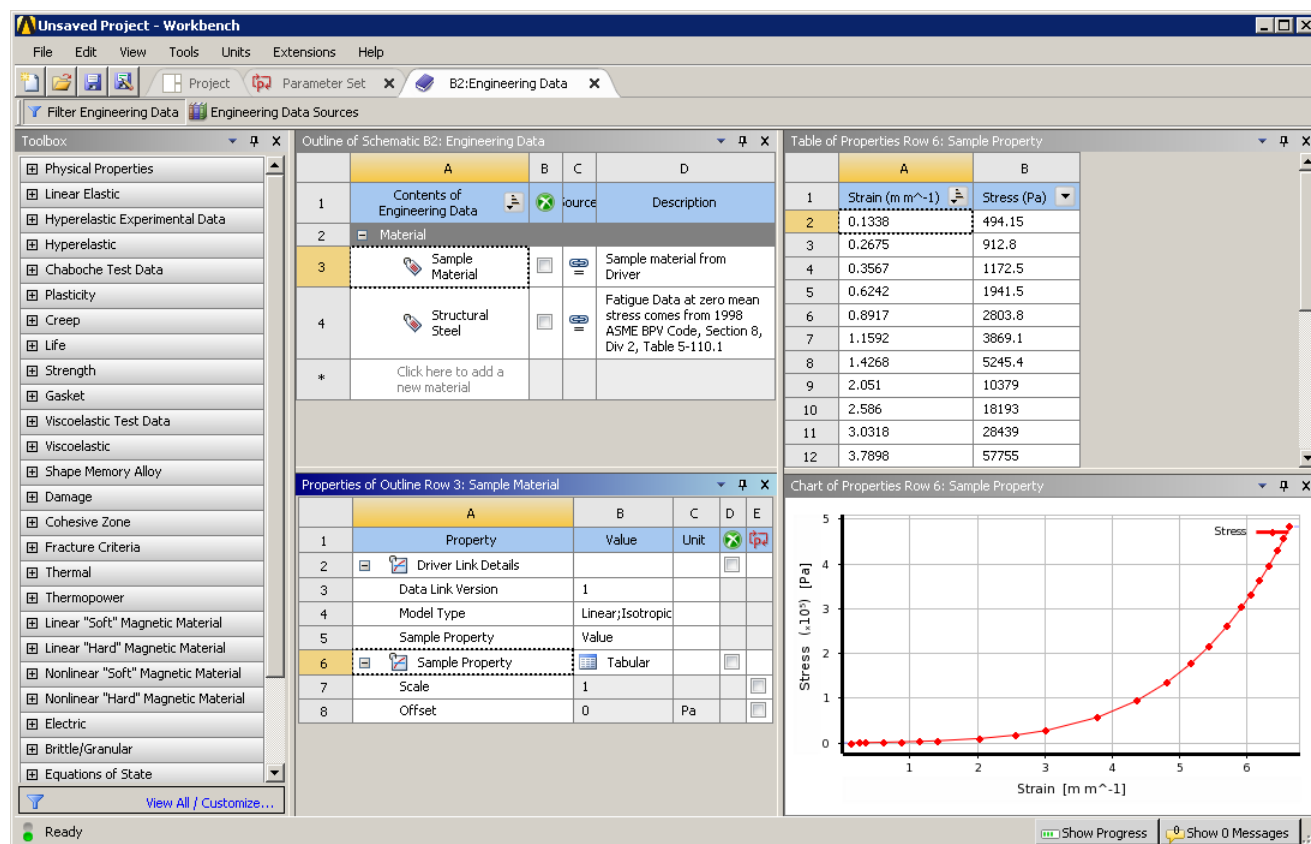 Unsaved Project - Workbench
File Edit View Tools Units Extensions Help
Project Parameter Set B2:Engineering Data
Filter Engineering Data Engineering Data Sources
Toolbox
Physical Properties
Linear Elastic
Hyperelastic Experimental Data
Hyperelastic
Chaboche Test Data
Plasticity
Creep
Life
Strength
Gasket
Viscoelastic Test Data
Viscoelastic
Shape Memory Alloy
Damage
Cohesive Zone
Fracture Criteria
Thermal
Thermopower
Linear "Soft" Magnetic Material
Linear "Hard" Magnetic Material
Nonlinear "Soft" Magnetic Material
Nonlinear "Hard" Magnetic Material
Electric
Brittle/Granular
Equations of State
View All / Customize...
Outline of Schematic B2: Engineering Data
A B C D
1 Contents of
Engineering Data ource Description
2 Material
3 Sample
Material Sample material from
Driver
4 Structural
Steel Fatigue Data at zero mean
stress comes from 1998
ASME BPV Code, Section 8,
Div 2, Table 5-110.1
* Click here to add a
new material
Properties of Outline Row 3: Sample Material
A B C D E
1 Property Value Unit
2 Driver Link Details
3 Data Link Version 1
4 Model Type Linear;Isotropic
5 Sample Property Value
6 Sample Property Tabular
7 Scale 1
8 Offset 0 Pa
Table of Properties Row 6: Sample Property
A B
1 Strain (m m^-1) Stress (Pa)
2 0.1338 494.15
3 0.2675 912.8
4 0.3567 1172.5
5 0.6242 1941.5
6 0.8917 2803.8
7 1.1592 3869.1
8 1.4268 5245.4
9 2.051 10379
10 2.586 18193
11 3.0318 28439
12 3.7898 57755
Chart of Properties Row 6: Sample Property
Stress
5
4
3
2
1
0
Stress (x10⁵) [Pa]
1 2 3 4 5 6
Strain [m m^-1]
Ready Show Progress 0 Show 0 Messages